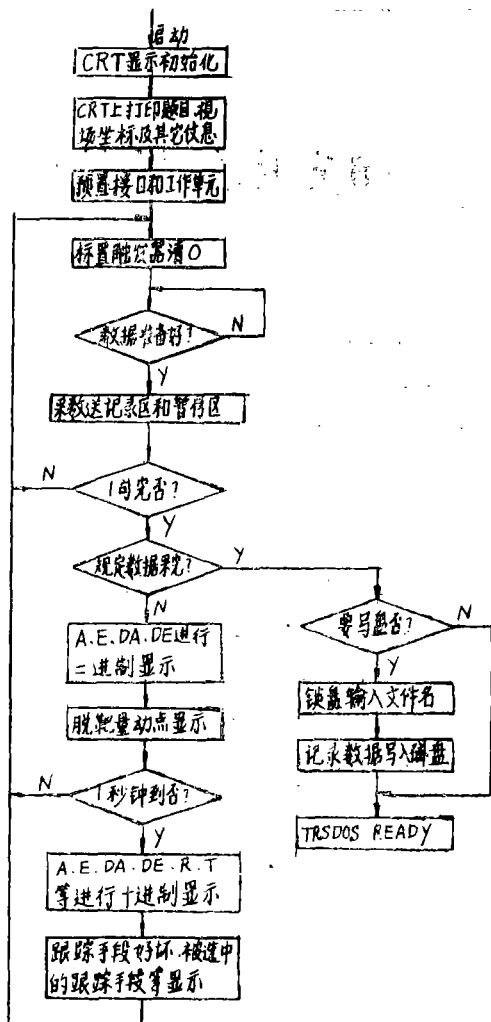 启动
CRT显示初始化
CRT上打印题目、视
场坐标及其它信息
预置接口和工作单元
标置触发器清0
数据准备好?
N
Y
采数送记录区和暂存区
N
1句完否?
Y
规定数据采完?
Y
N
要写盘否?
N
A.E.DA.DE进行
二进制显示
Y
锁盘输入文件名
脱靶量动点显示
记录数据写入磁盘
N
1秒钟到否?
TRSDOS READY
Y
A.E.DA.DE.R.T
等进行十进制显示
跟踪手段好坏、被选中
的跟踪手段等显示